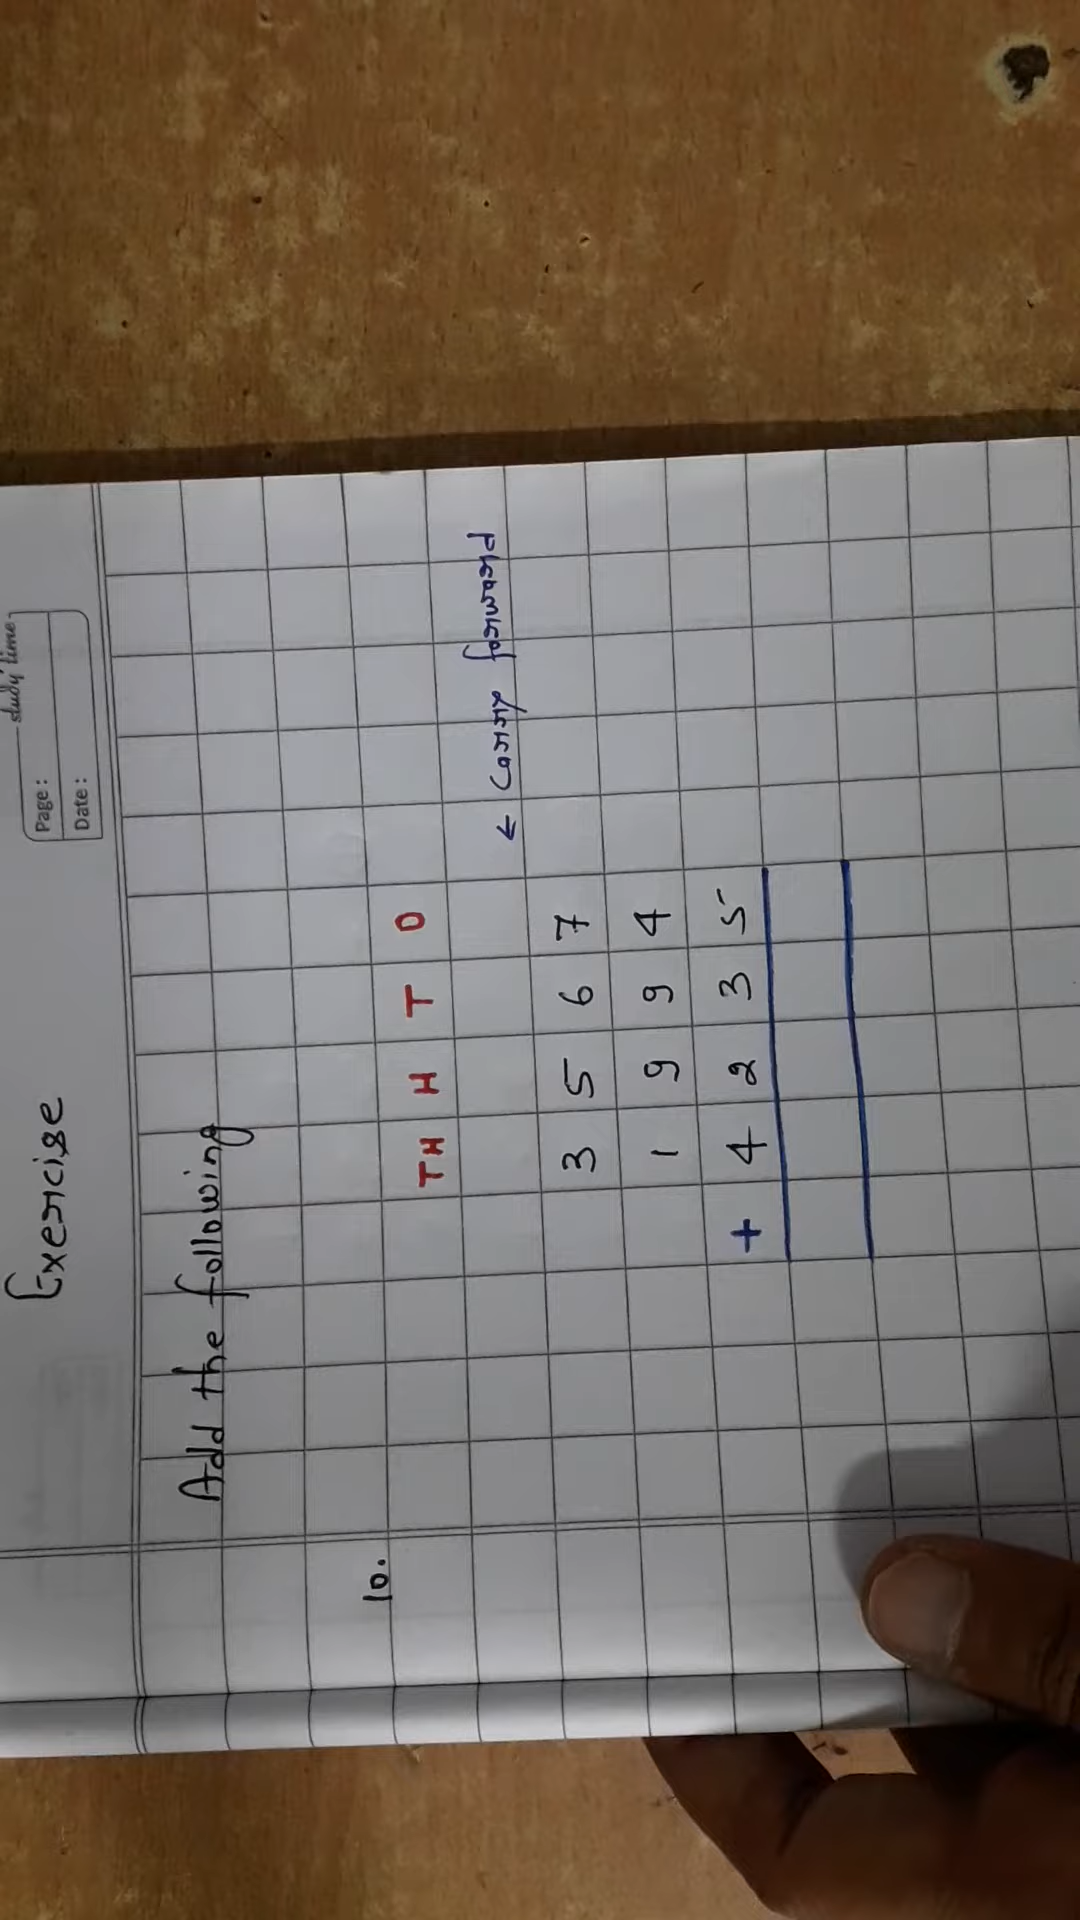 study time
Page :
Date :
Exercise
Add the following
10.
TH H T O
← Carry forward
3 5 6 7
1 9 9 4
+ 4 2 3 5